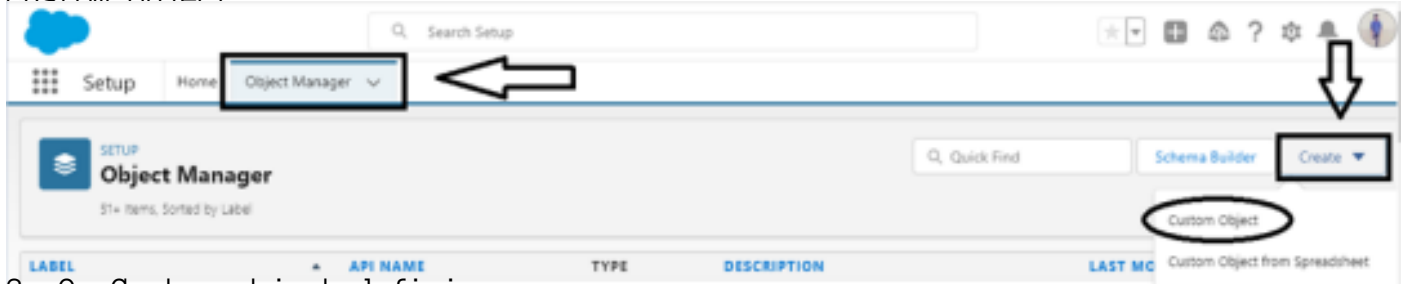 Search Setup
Setup Home Object Manager
SETUP
Object Manager
51+ Items, Sorted by Label
Quick Find
Schema Builder
Create
Custom Object
Custom Object from Spreadsheet
LABEL API NAME TYPE DESCRIPTION LAST